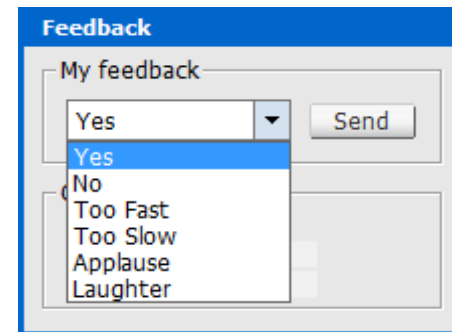 Feedback
My feedback
Yes Send
Yes
No
Too Fast
Too Slow
Applause
Laughter